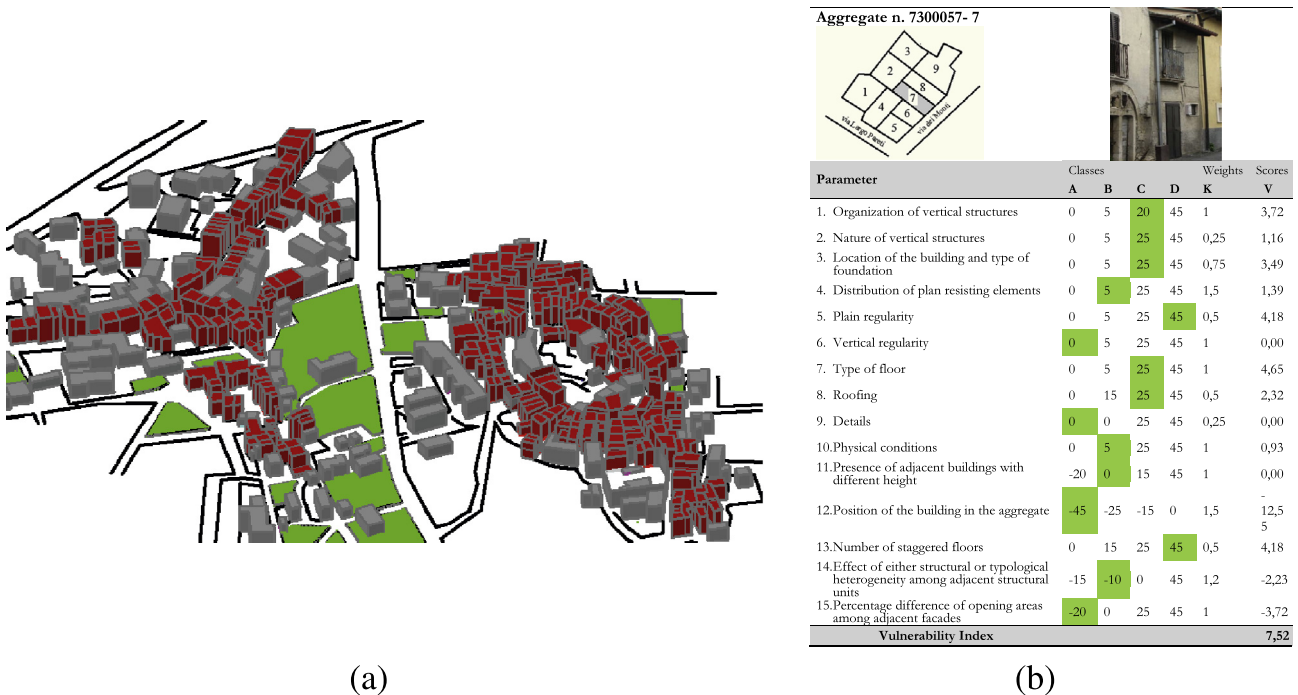 Aggregate n. 7300057- 7
3
9
2
8
1
7
4
6
5
via Largo Pareti
via dei Monti
Parameter Classes Weights Scores
A B C D K V
1. Organization of vertical structures 0 5 20 45 1 3,72
2. Nature of vertical structures 0 5 25 45 0,25 1,16
3. Location of the building and type of
foundation 0 5 25 45 0,75 3,49
4. Distribution of plan resisting elements 0 5 25 45 1,5 1,39
5. Plain regularity 0 5 25 45 0,5 4,18
6. Vertical regularity 0 5 25 45 1 0,00
7. Type of floor 0 5 25 45 1 4,65
8. Roofing 0 15 25 45 0,5 2,32
9. Details 0 0 25 45 0,25 0,00
10.Physical conditions 0 5 25 45 1 0,93
11.Presence of adjacent buildings with
different height -20 0 15 45 1 0,00
12.Position of the building in the aggregate -45 -25 -15 0 1,5 -
12,5
5
13.Number of staggered floors 0 15 25 45 0,5 4,18
14.Effect of either structural or typological
heterogeneity among adjacent structural -15 -10 0 45 1,2 -2,23
units
15.Percentage difference of opening areas
among adjacent facades -20 0 25 45 1 -3,72
Vulnerability Index 7,52
(a)
(b)